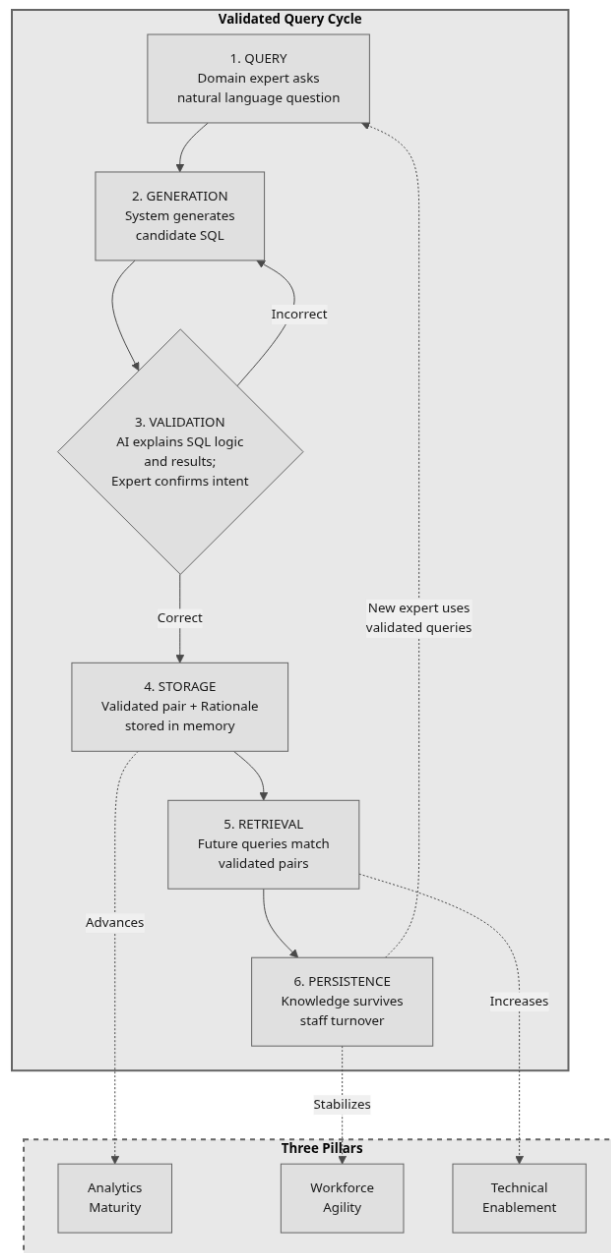 Validated Query Cycle
1. QUERY
Domain expert asks
natural language question
2. GENERATION
System generates
candidate SQL
Incorrect
3. VALIDATION
AI explains SQL logic
and results;
Expert confirms intent
Correct
New expert uses
validated queries
4. STORAGE
Validated pair + Rationale
stored in memory
5. RETRIEVAL
Future queries match
validated pairs
Advances
6. PERSISTENCE
Knowledge survives
staff turnover
Increases
Stabilizes
Three Pillars
Analytics
Maturity
Workforce
Agility
Technical
Enablement